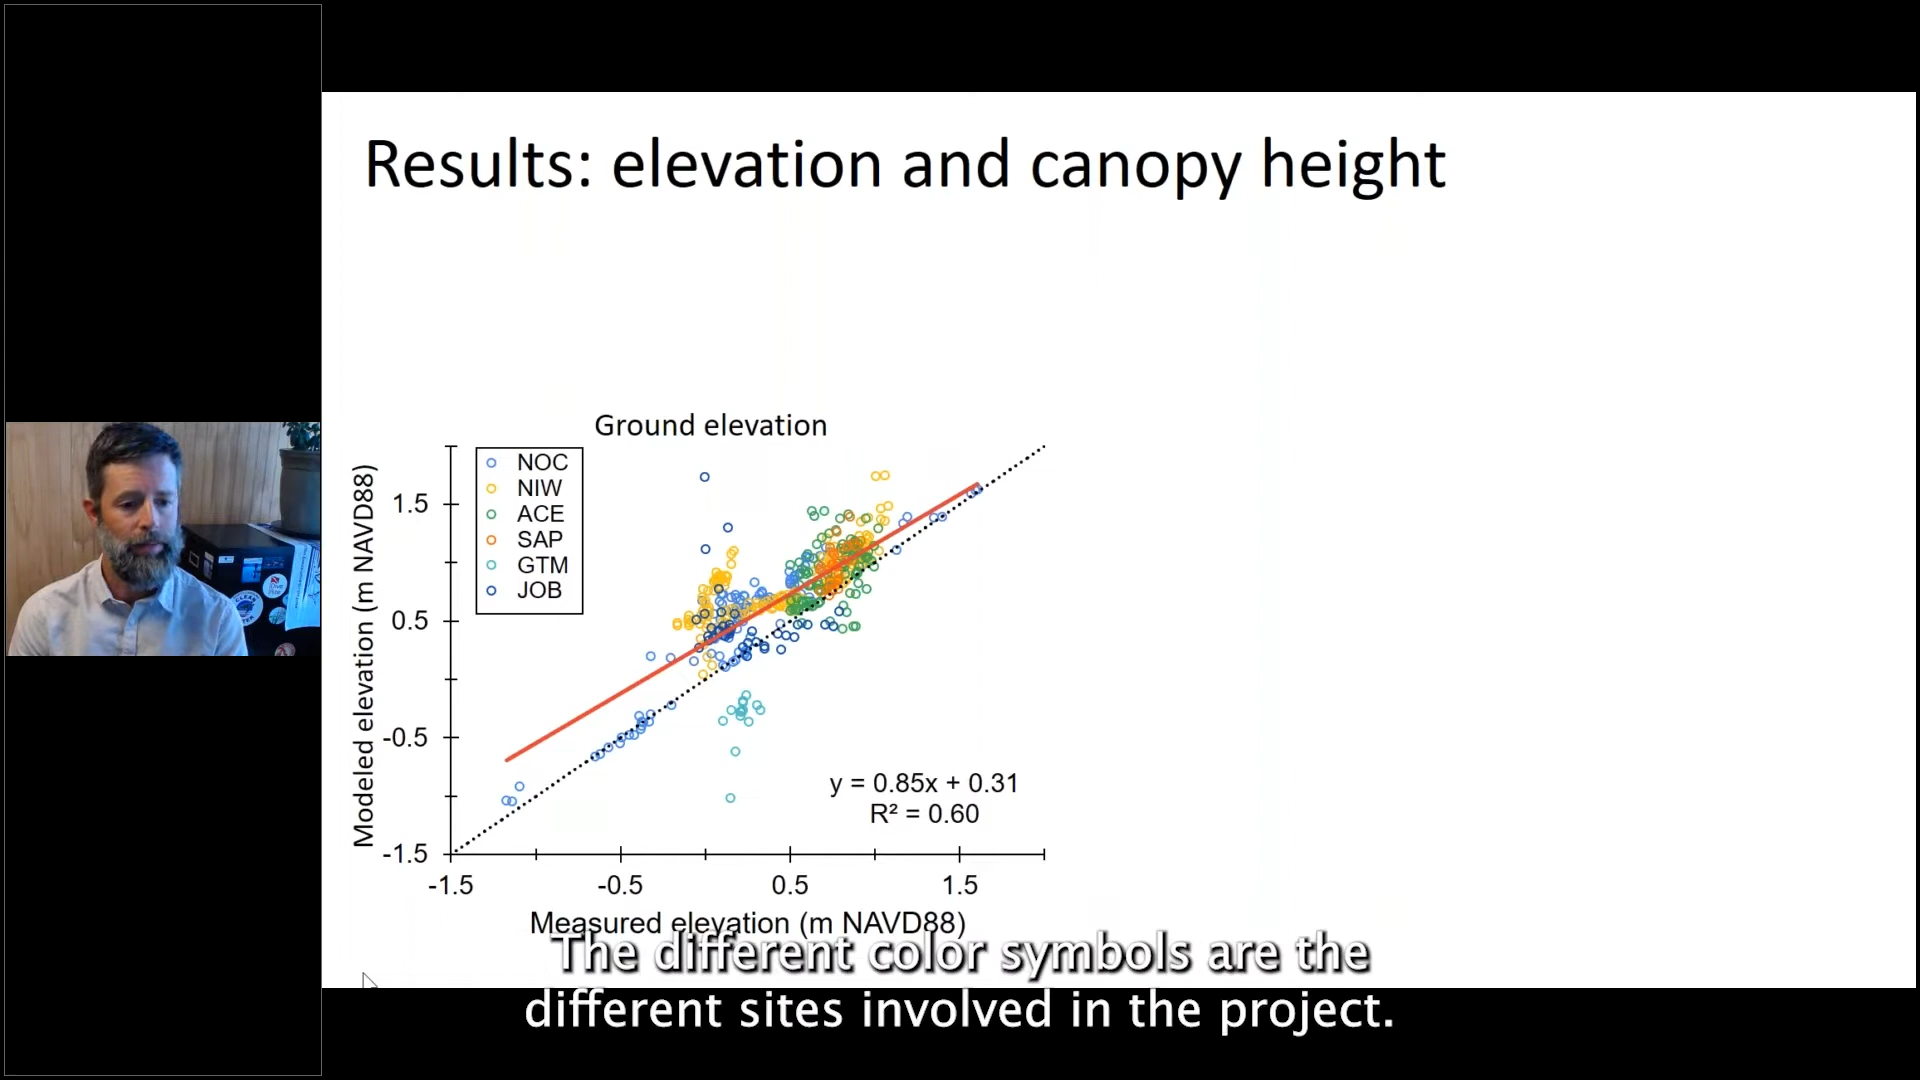 Results: elevation and canopy height
Ground elevation
NOC
NIW
ACE
SAP
GTM
JOB
Modeled elevation (m NAVD88)
1.5
0.5
-0.5
-1.5
y = 0.85x + 0.31
R² = 0.60
-1.5 -0.5 0.5 1.5
Measured elevation (m NAVD88)
The different color symbols are the
different sites involved in the project.